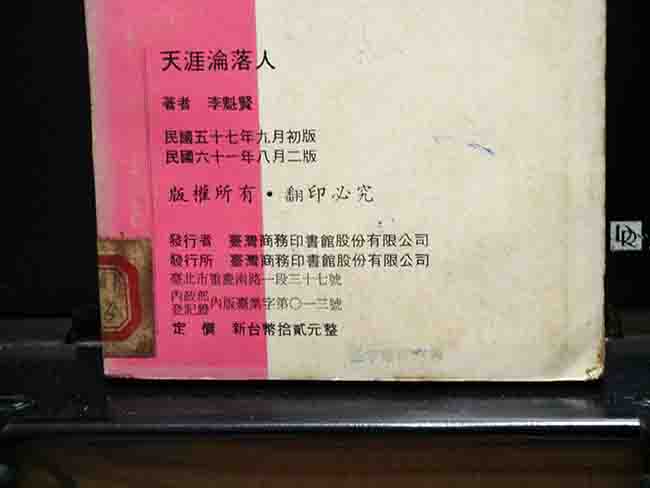 天涯淪落人
著者 李魁賢
民國五十七年九月初版
民國六十一年八月二版
版權所有·翻印必究
發行者 臺灣商務印書館股份有限公司
發行所 臺灣商務印書館股份有限公司
臺北市重慶南路一段三十七號
內政部登記證內版臺業字第〇一三號
定價 新台幣拾貳元整